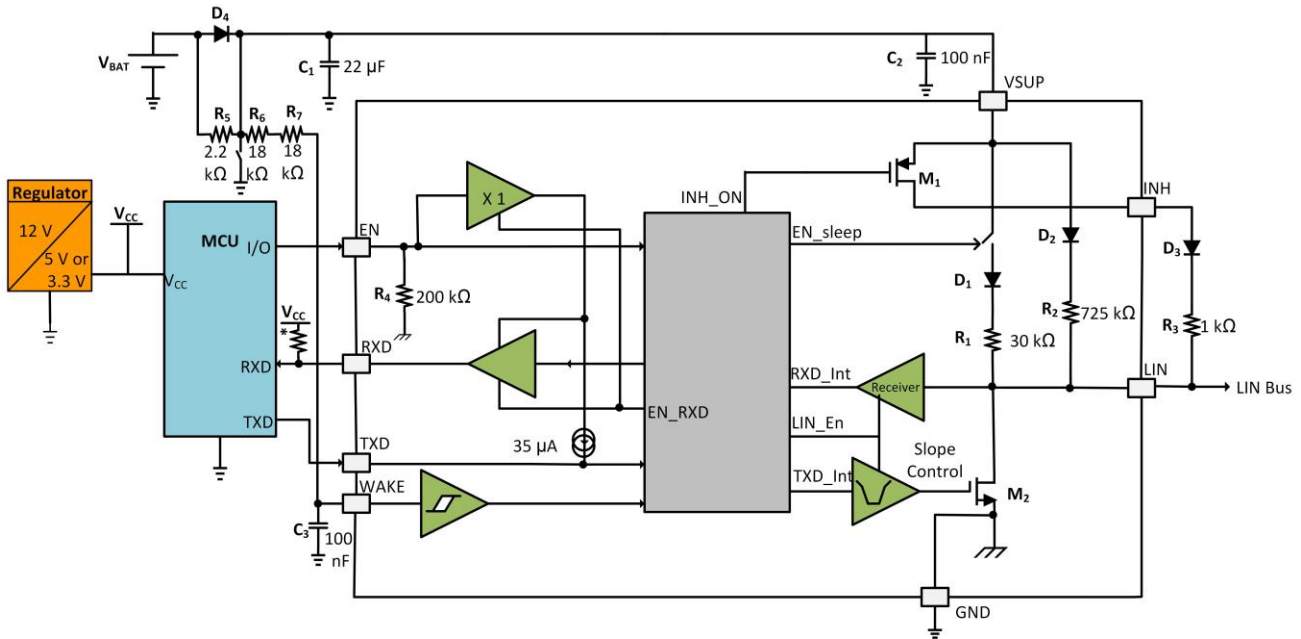 D4
VBAT
C1
22 μF
C2
100 nF
VSUP
R5
R6
R7
2.2
kΩ
18
kΩ
18
kΩ
Regulator
12 V
5 V or
3.3 V
VCC
MCU
I/O
VCC
EN
X 1
INH_ON
M1
INH
EN_sleep
R4
200 kΩ
D1
D2
D3
VCC
*
RXD
RXD
R1
30 kΩ
R2
725 kΩ
R3
1 kΩ
RXD_Int
Receiver
LIN
LIN Bus
EN_RXD
TXD
TXD
35 μA
LIN_En
Slope
Control
TXD_Int
WAKE
M2
C3
100
nF
GND